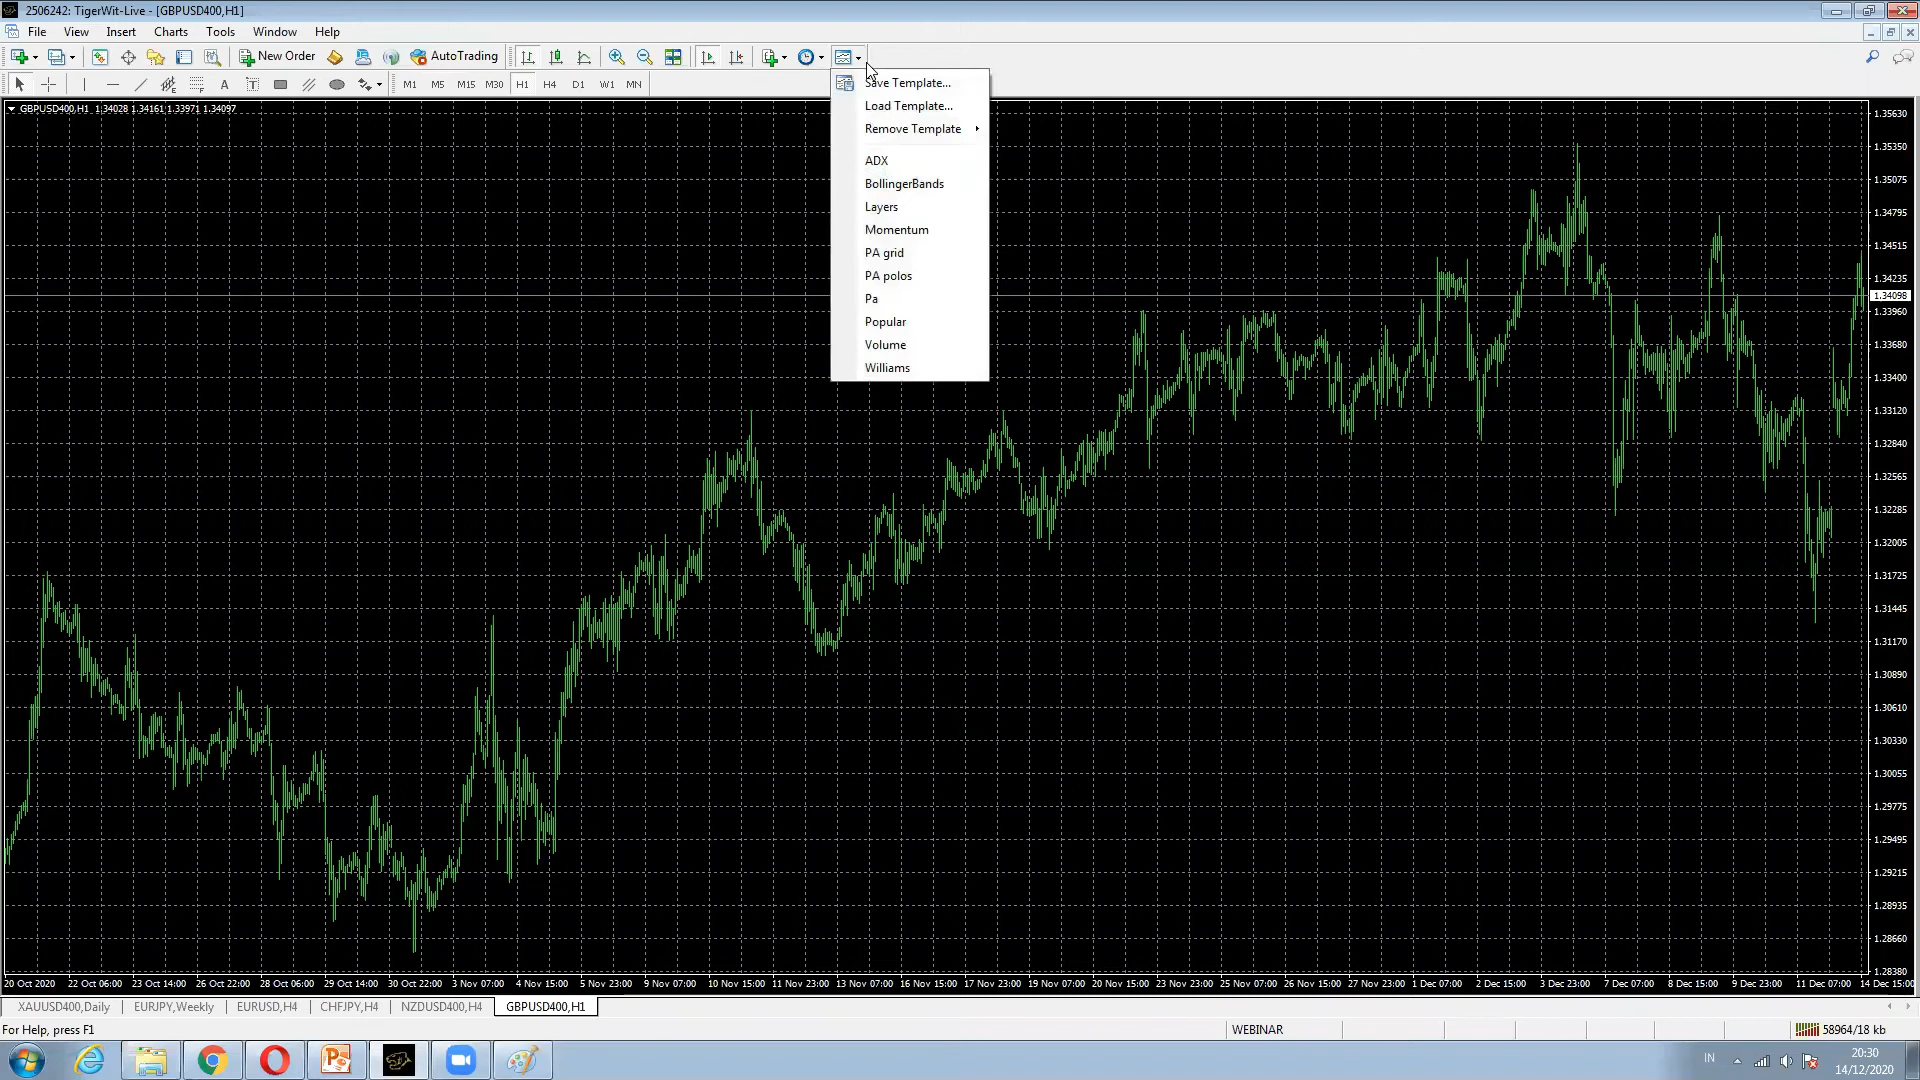 2506242: TigerWit-Live - [GBPUSD400,H1]
File View Insert Charts Tools Window Help
New Order AutoTrading
A T M1 M5 M15 M30 H1 H4 D1 W1 MN
GBPUSD400,H1 1.34028 1.34161 1.33971 1.34097
Save Template...
Load Template...
Remove Template
ADX
BollingerBands
Layers
Momentum
PA grid
PA polos
Pa
Popular
Volume
Williams
1.35630
1.35350
1.35075
1.34795
1.34515
1.34235
1.34098
1.33960
1.33680
1.33400
1.33120
1.32840
1.32565
1.32285
1.32005
1.31725
1.31445
1.31170
1.30890
1.30610
1.30330
1.30055
1.29775
1.29495
1.29215
1.28935
1.28660
1.28380
20 Oct 2020 22 Oct 06:00 23 Oct 14:00 26 Oct 22:00 28 Oct 06:00 29 Oct 14:00 30 Oct 22:00 3 Nov 07:00 4 Nov 15:00 5 Nov 23:00 9 Nov 07:00 10 Nov 15:00 11 Nov 23:00 13 Nov 07:00 16 Nov 15:00 17 Nov 23:00 19 Nov 07:00 20 Nov 15:00 23 Nov 23:00 25 Nov 07:00 26 Nov 15:00 27 Nov 23:00 1 Dec 07:00 2 Dec 15:00 3 Dec 23:00 7 Dec 07:00 8 Dec 15:00 9 Dec 23:00 11 Dec 07:00 14 Dec 15:00
XAUUSD400,Daily EURJPY,Weekly EURUSD,H4 CHFJPY,H4 NZDUSD400,H4 GBPUSD400,H1
For Help, press F1 WEBINAR 58964/18 kb
IN 20:30
14/12/2020